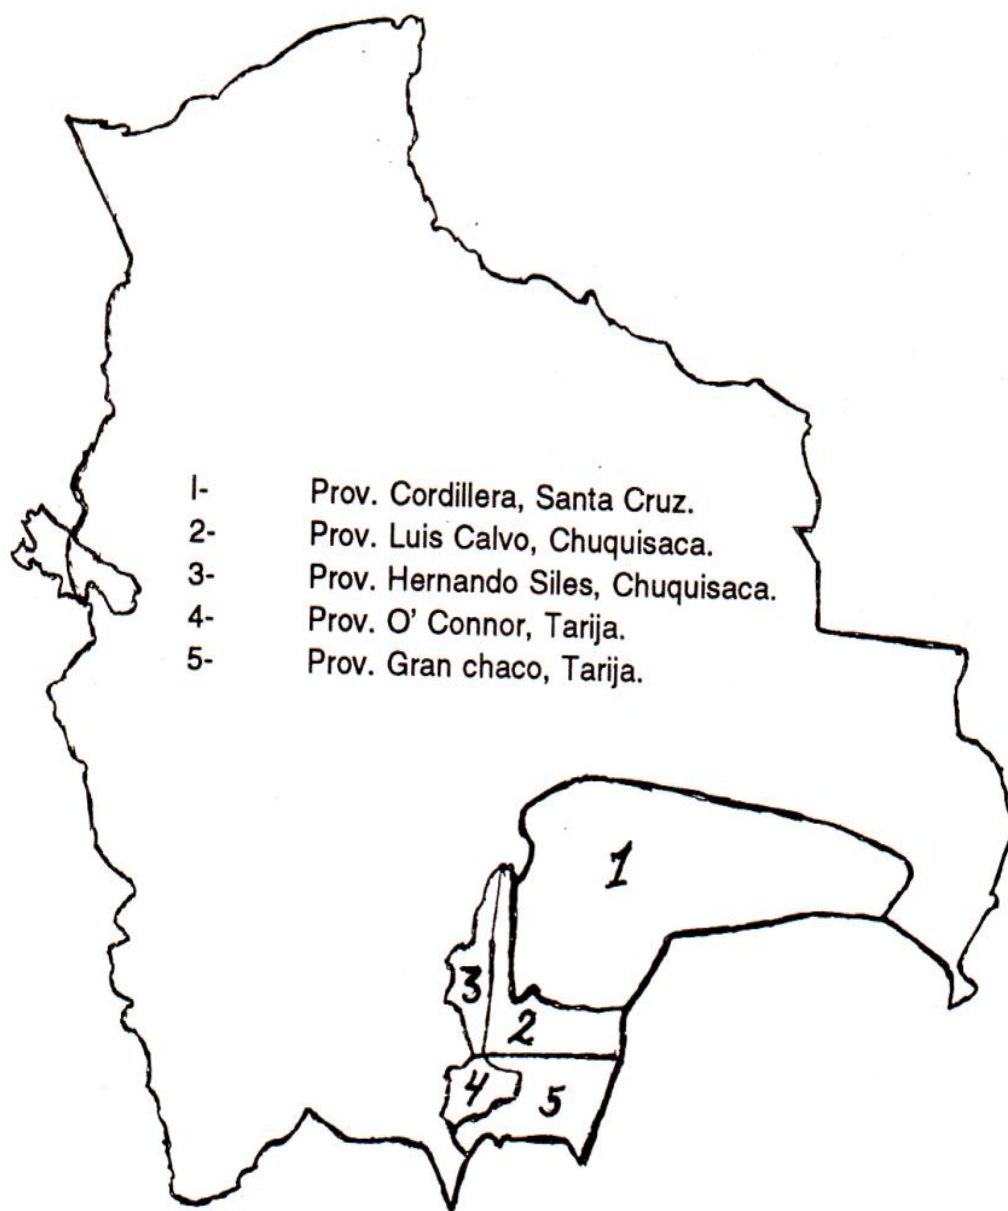 1- Prov. Cordillera, Santa Cruz.
2- Prov. Luis Calvo, Chuquisaca.
3- Prov. Hernando Siles, Chuquisaca.
4- Prov. O' Connor, Tarija.
5- Prov. Gran chaco, Tarija.
1
3
2
4
5